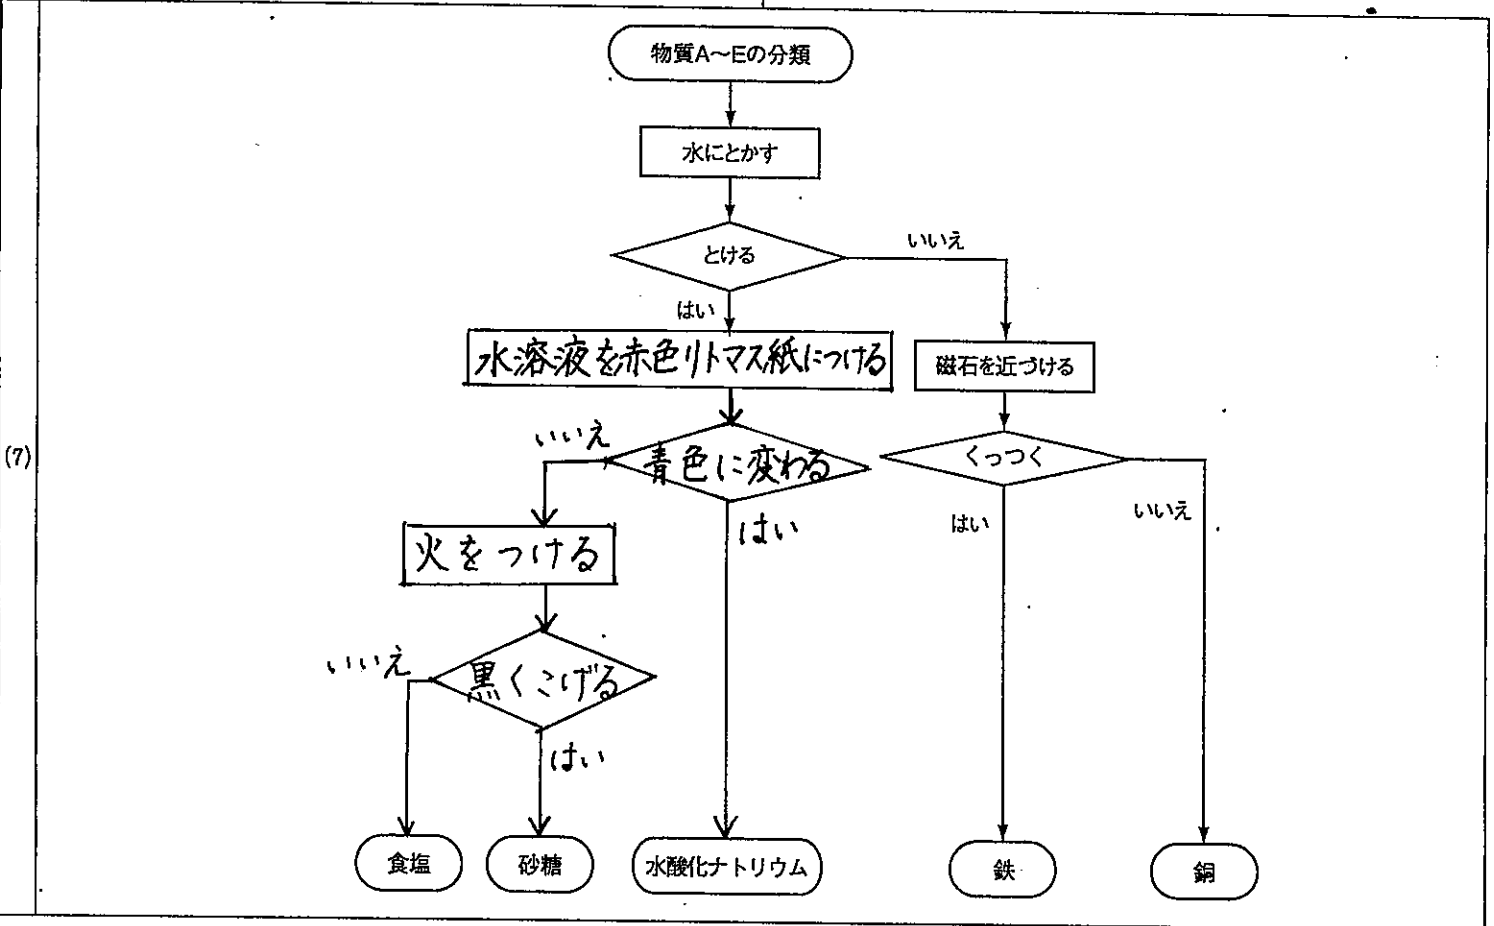 物質A～Eの分類
水にとかす
とける
いいえ
はい
水溶液を赤色リトマス紙につける
磁石を近づける
(7)
いいえ
青色に変わる
くっつく
はい
はい
いいえ
火をつける
いいえ
黒くこげる
はい
食塩
砂糖
水酸化ナトリウム
鉄
銅